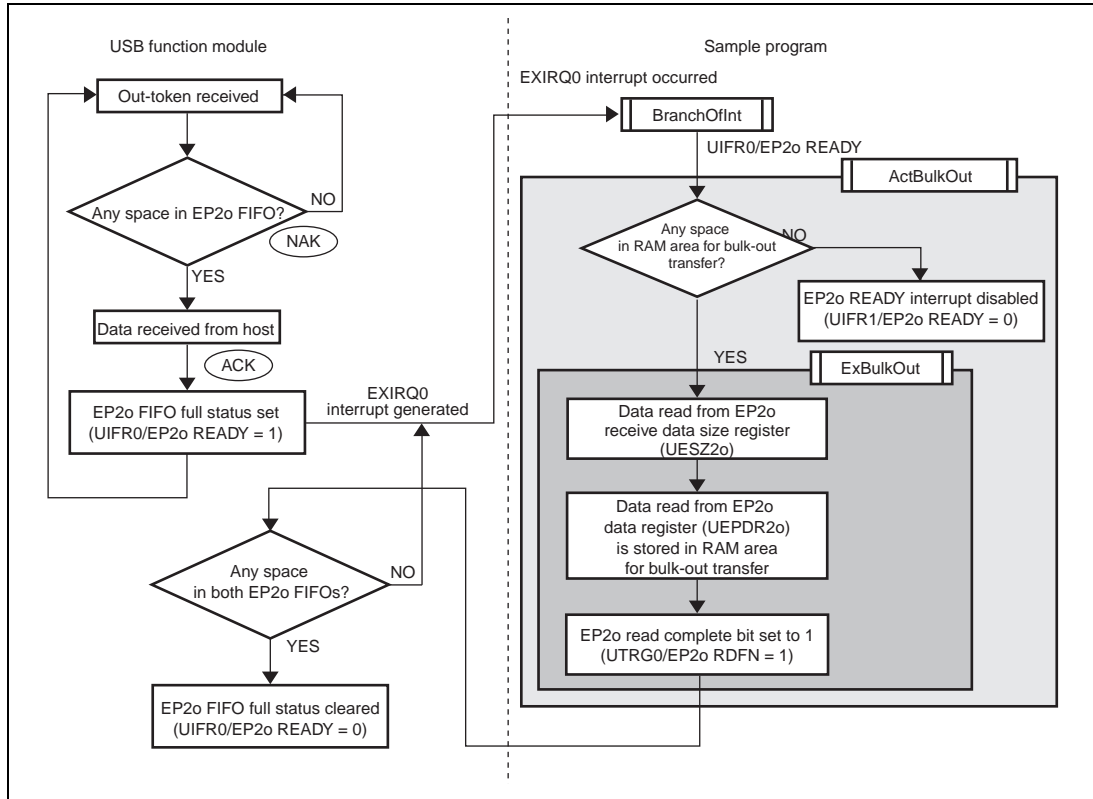 USB function module
Out-token received
Any space in EP2o FIFO?
NO
NAK
YES
Data received from host
ACK
EP2o FIFO full status set
(UIFR0/EP2o READY = 1)
EXIRQ0
interrupt generated
Any space
in both EP2o FIFOs?
NO
YES
EP2o FIFO full status cleared
(UIFR0/EP2o READY = 0)
Sample program
EXIRQ0 interrupt occurred
BranchOfInt
UIFR0/EP2o READY
ActBulkOut
Any space
in RAM area for bulk-out
transfer?
NO
EP2o READY interrupt disabled
(UIFR1/EP2o READY = 0)
YES
ExBulkOut
Data read from EP2o
receive data size register
(UESZ2o)
Data read from EP2o
data register (UEPDR2o)
is stored in RAM area
for bulk-out transfer
EP2o read complete bit set to 1
(UTRG0/EP2o RDFN = 1)